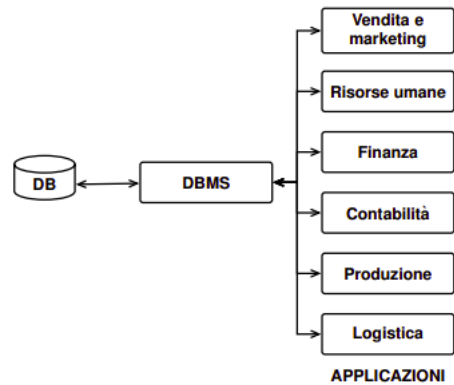 Vendita e
marketing
Risorse umane
Finanza
DB
DBMS
Contabilità
Produzione
Logistica
APPLICAZIONI